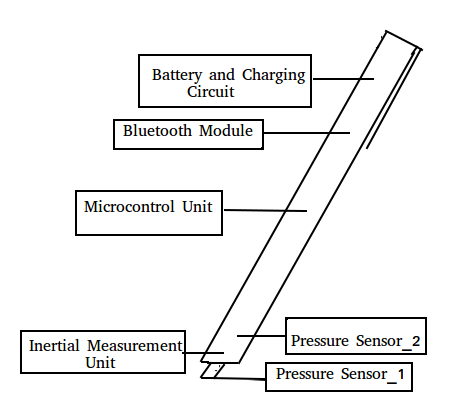 Battery and Charging
Circuit
Bluetooth Module
Microcontrol Unit
Pressure Sensor_2
Inertial Measurement
Unit
Pressure Sensor_1